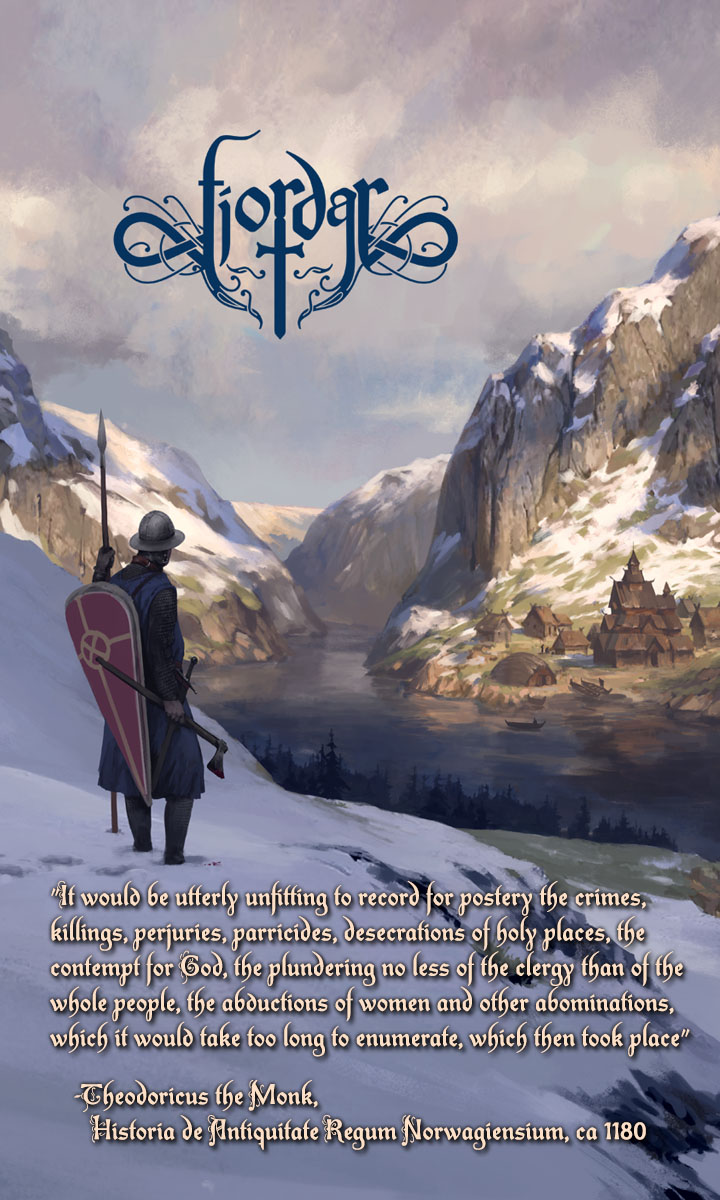 fjordar
"It would be utterly unfitting to record for postery the crimes,
killings, perjuries, parricides, desecrations of holy places, the
contempt for God, the plundering no less of the clergy than of the
whole people, the abductions of women and other abominations,
which it would take too long to enumerate, which then took place"
-Theodoricus the Monk,
Historia de Antiquitate Regum Norwagiensium, ca 1180